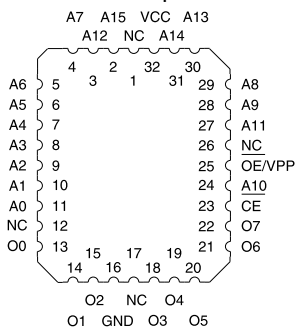 A7 A15 VCC A13
A12 NC A14
4 2 32 30
3 1 31
A6 5 29 A8
A5 6 28 A9
A4 7 27 A11
A3 8 26 NC
A2 9 25 O̅E̅/VPP
A1 10 24 A10
A0 11 23 C̅E̅
NC 12 22 O7
O0 13 21 O6
15 17 19
14 16 18 20
O2 NC O4
O1 GND O3 O5